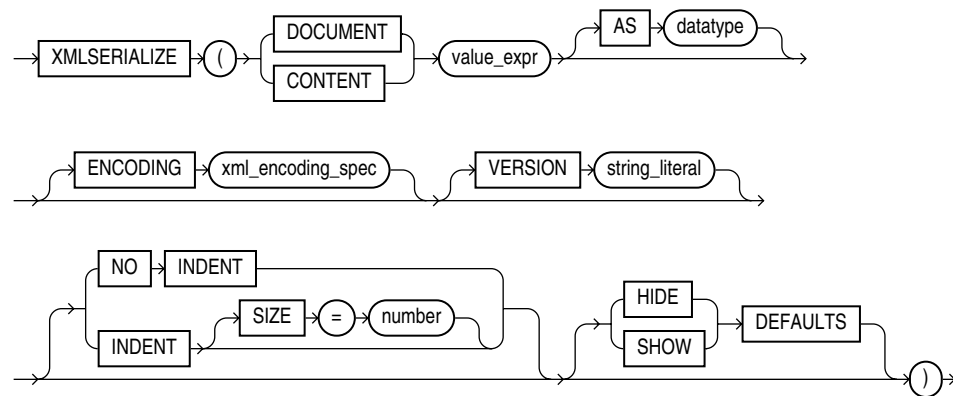 XMLSERIALIZE ( DOCUMENT CONTENT value_expr AS datatype
ENCODING xml_encoding_spec VERSION string_literal
NO INDENT
INDENT SIZE = number
HIDE
SHOW
DEFAULTS
)